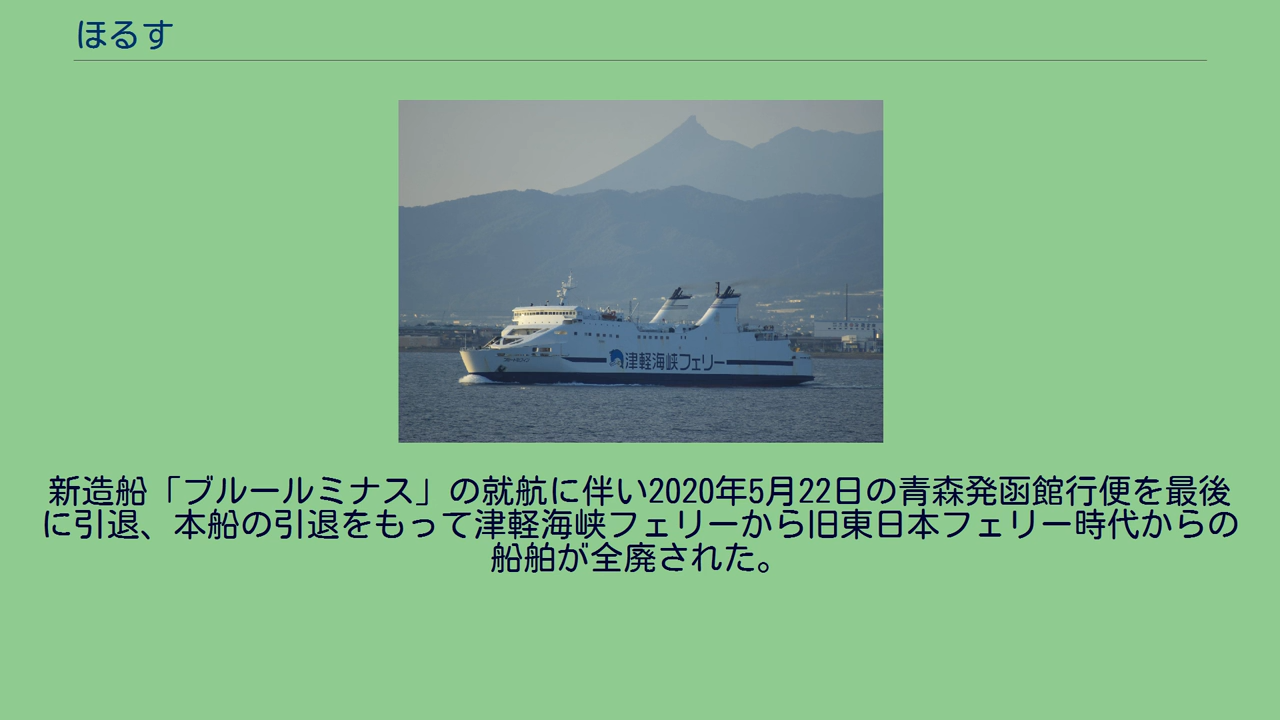 ほるす
津軽海峡フェリー
新造船「ブルールミナス」の就航に伴い2020年5月22日の青森発函館行便を最後
に引退、本船の引退をもって津軽海峡フェリーから旧東日本フェリー時代からの
船舶が全廃された。